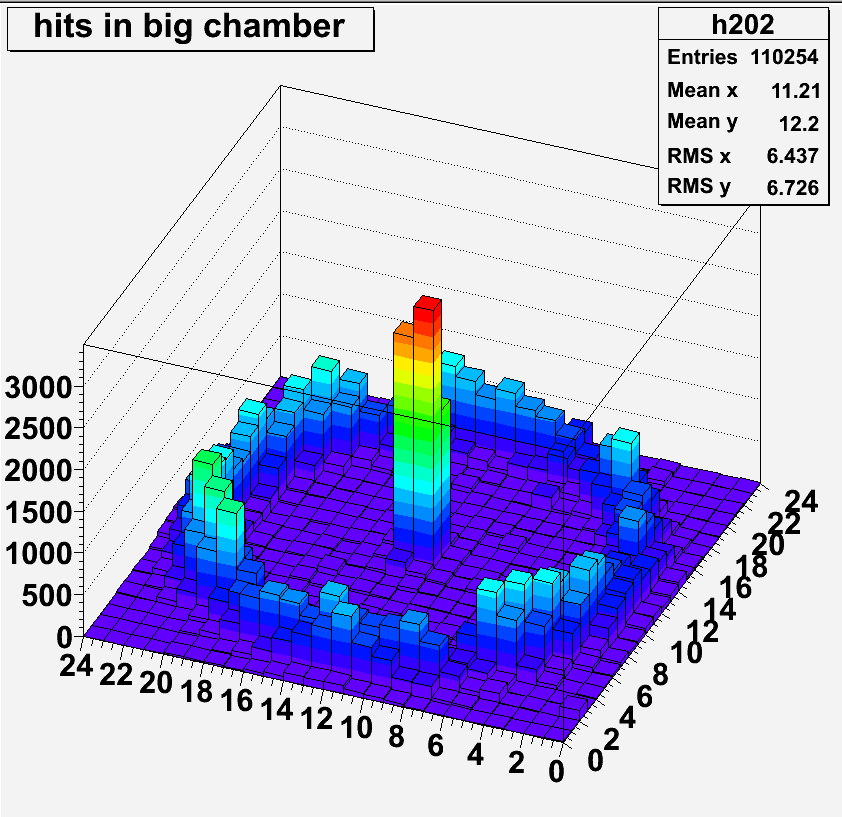 hits in big chamber
h202
Entries 110254
Mean x 11.21
Mean y 12.2
RMS x 6.437
RMS y 6.726
3000
2500
2000
1500
1000
500
0
24 22 20 18 16 14 12 10 8 6 4 2 0
0 2 4 6 8 10 12 14 16 18 20 22 24